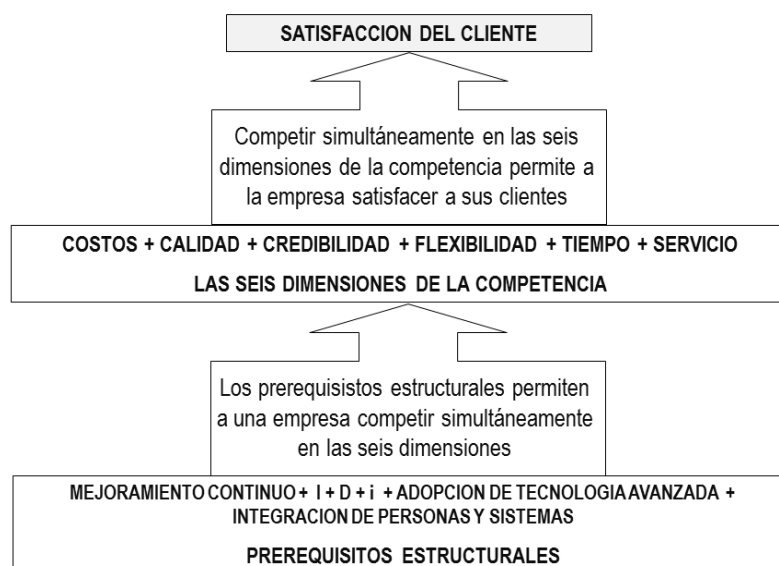 SATISFACCION DEL CLIENTE
Competir simultáneamente en las seis
dimensiones de la competencia permite a
la empresa satisfacer a sus clientes
COSTOS + CALIDAD + CREDIBILIDAD + FLEXIBILIDAD + TIEMPO + SERVICIO
LAS SEIS DIMENSIONES DE LA COMPETENCIA
Los prerequisistos estructurales permiten
a una empresa competir simultáneamente
en las seis dimensiones
MEJORAMIENTO CONTINUO + I + D + i + ADOPCION DE TECNOLOGIA AVANZADA +
INTEGRACION DE PERSONAS Y SISTEMAS
PREREQUISITOS ESTRUCTURALES